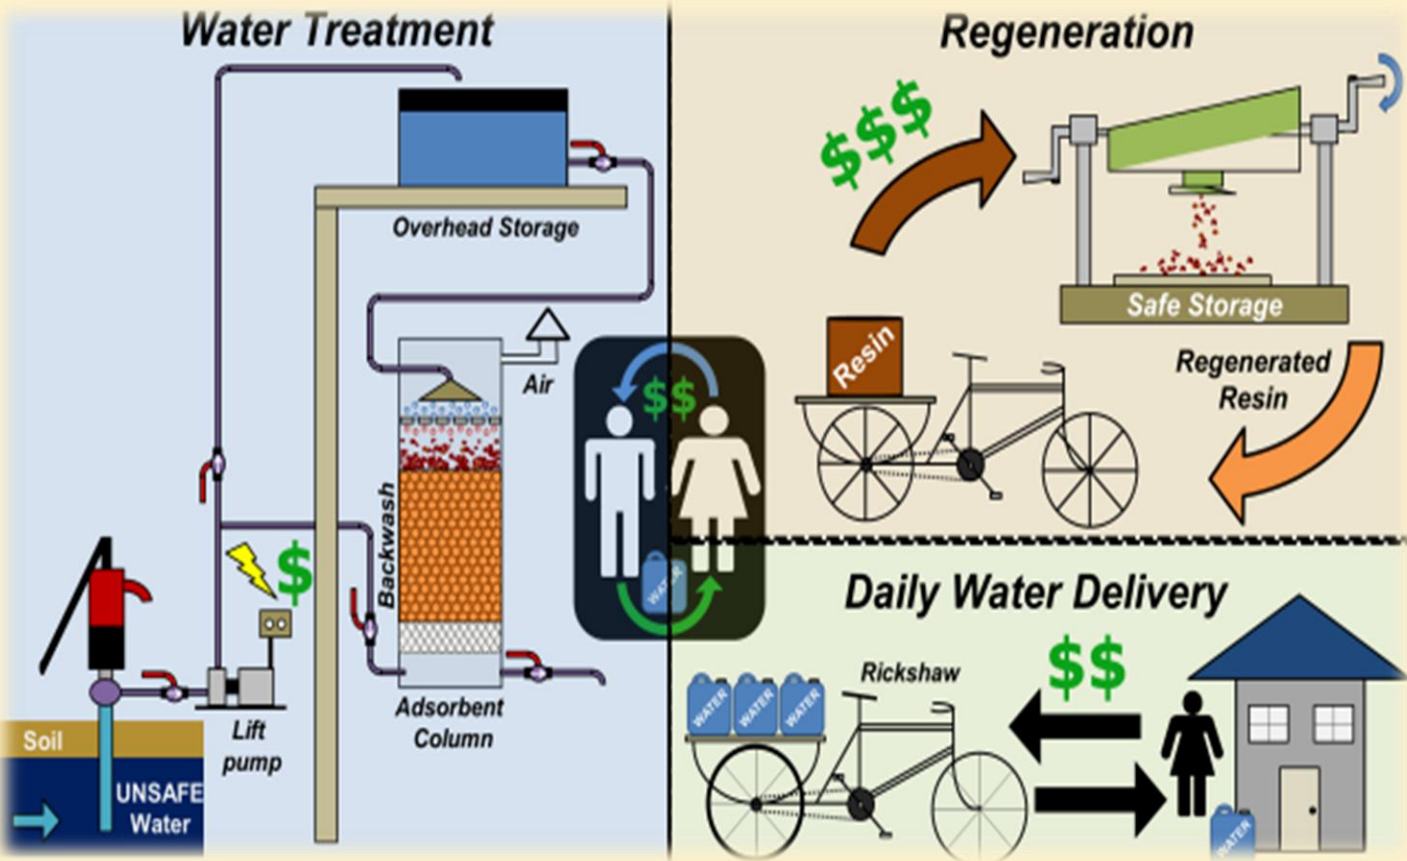 Water Treatment
Overhead Storage
Air
Backwash
$
Adsorbent
Column
Lift
pump
Soil
UNSAFE
Water
$$
WATER
Regeneration
$$$
Safe Storage
Resin
Regenerated
Resin
Daily Water Delivery
Rickshaw
$$
WATER
WATER
WATER
WATER